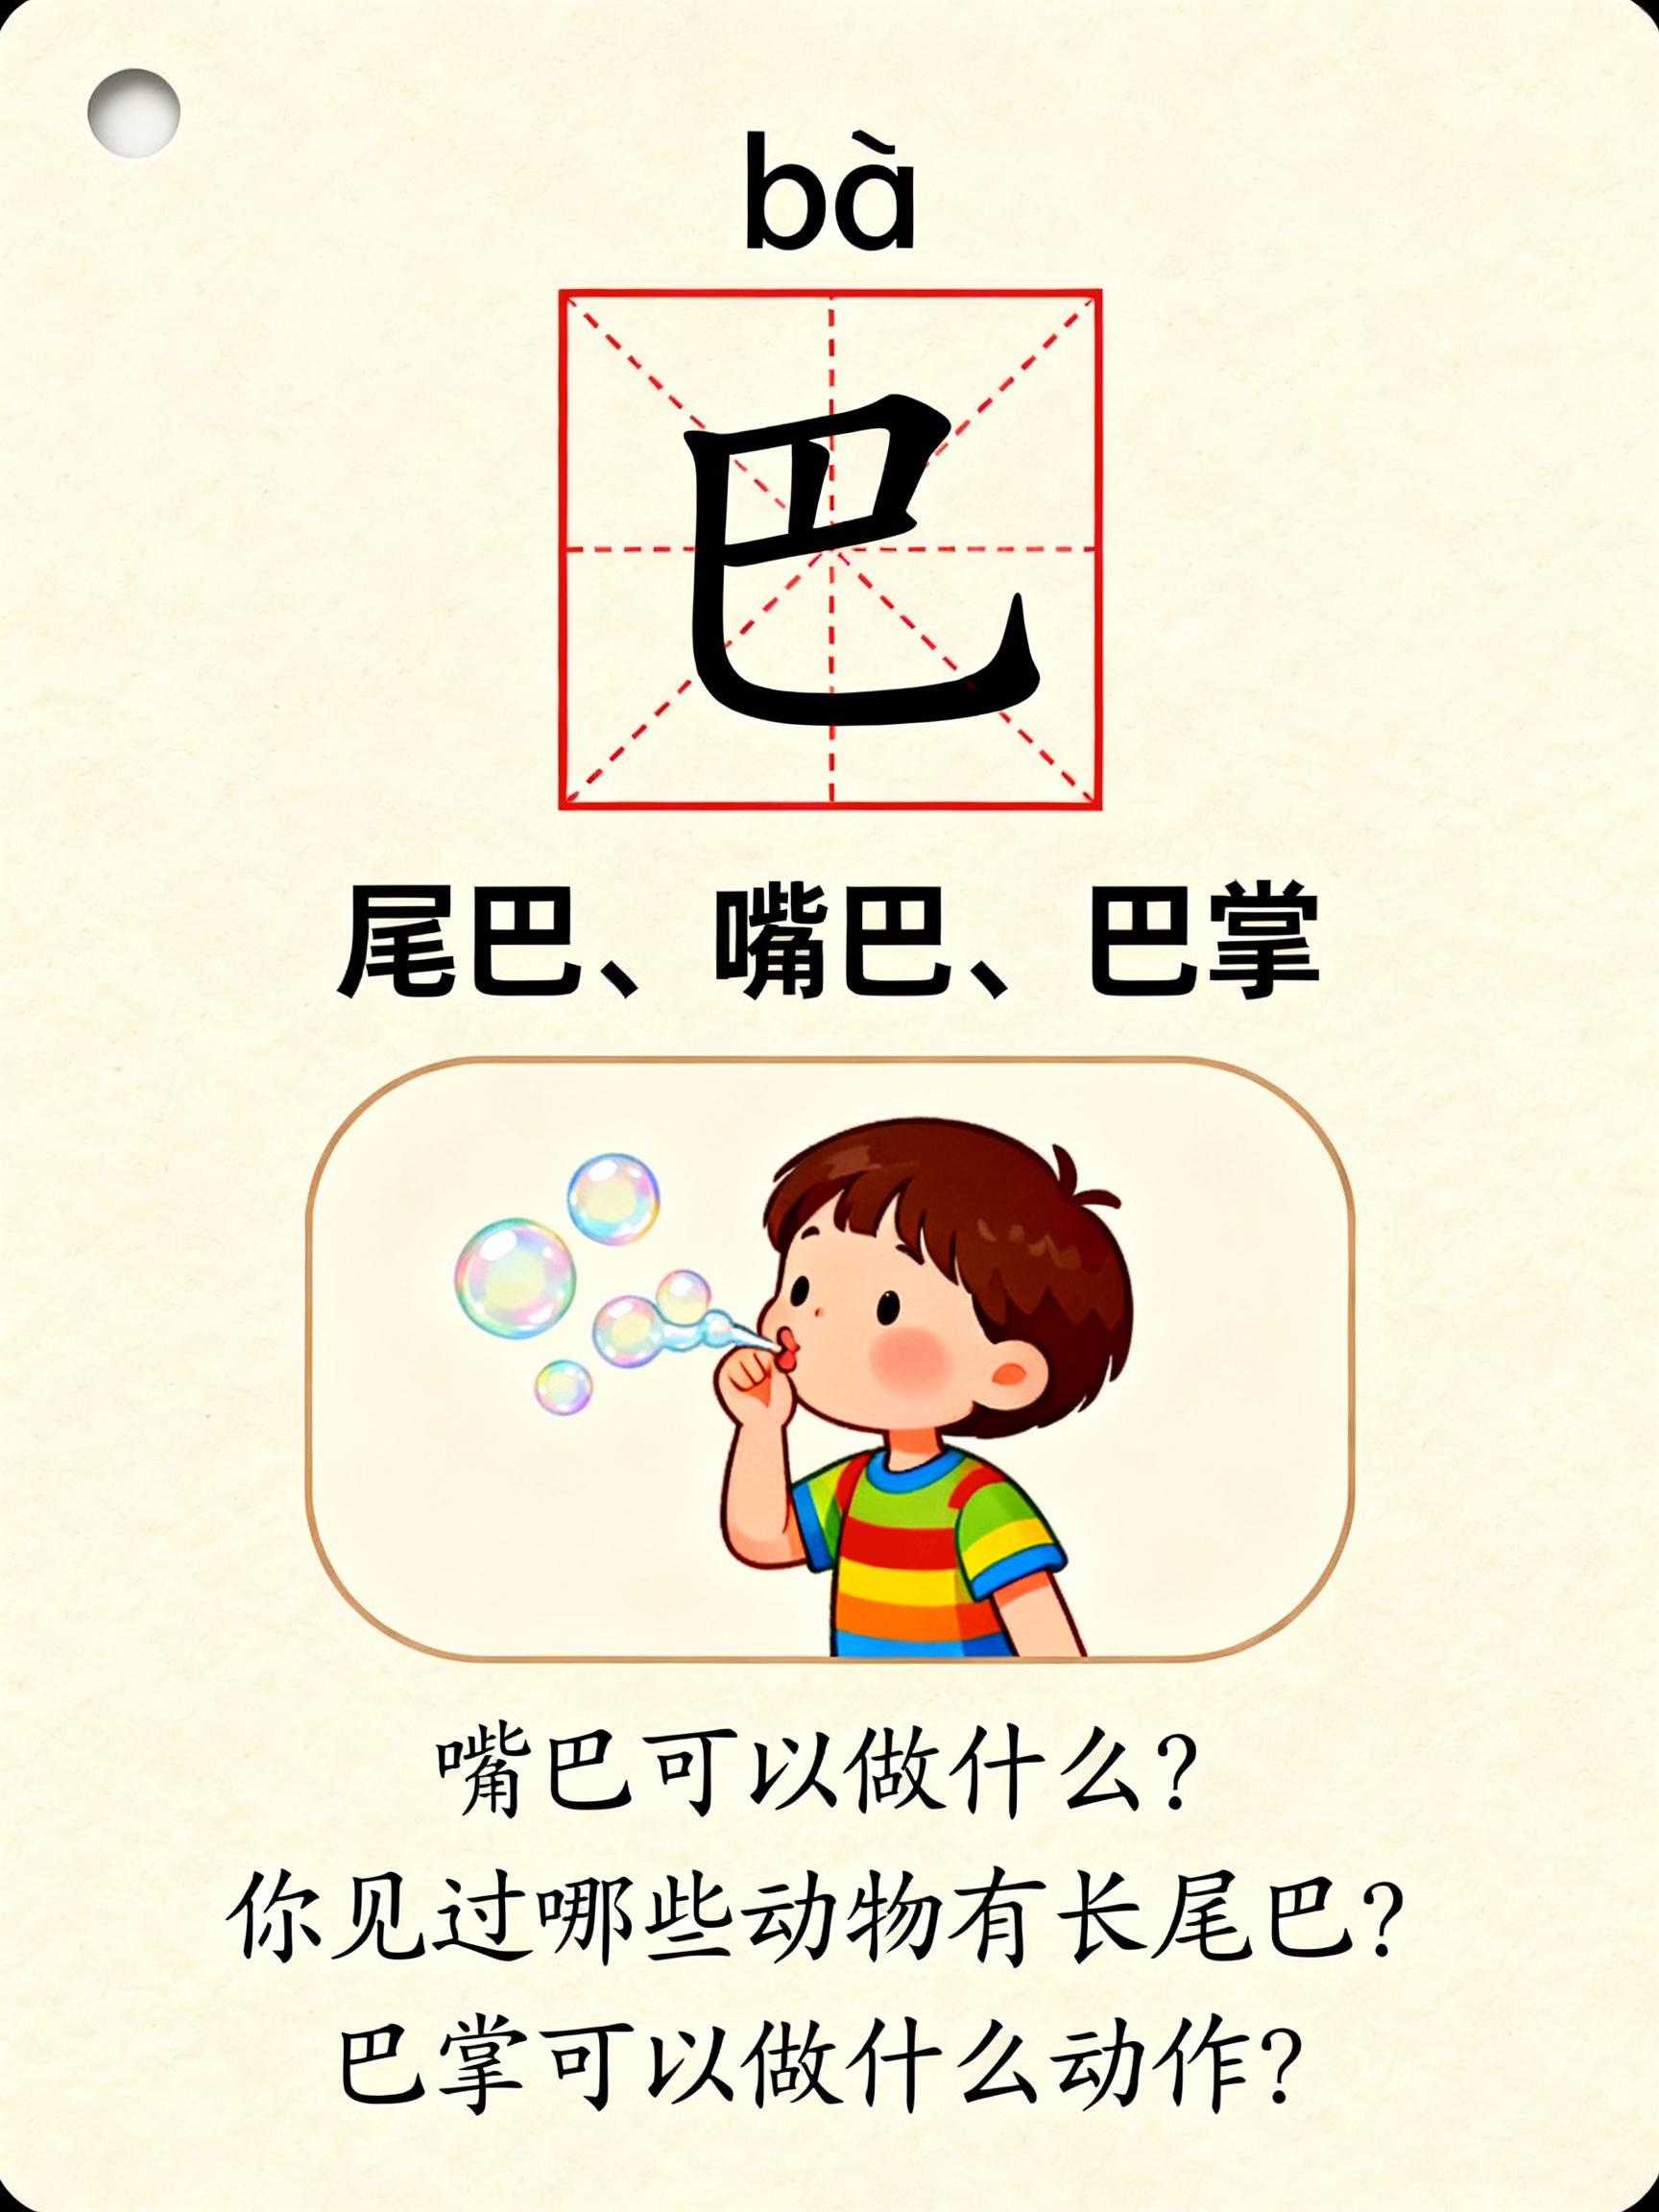 bà
巴
尾巴、嘴巴、巴掌
嘴巴可以做什么？
你见过哪些动物有长尾巴？
巴掌可以做什么动作？